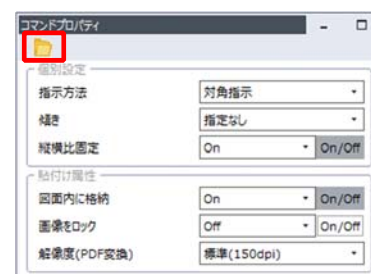 コマンドプロパティ
個別設定
指示方法 対角指示
傾き 指定なし
縦横比固定 On On/Off
貼付け属性
図面内に格納 On On/Off
画像をロック Off On/Off
解像度(PDF変換) 標準(150dpi)